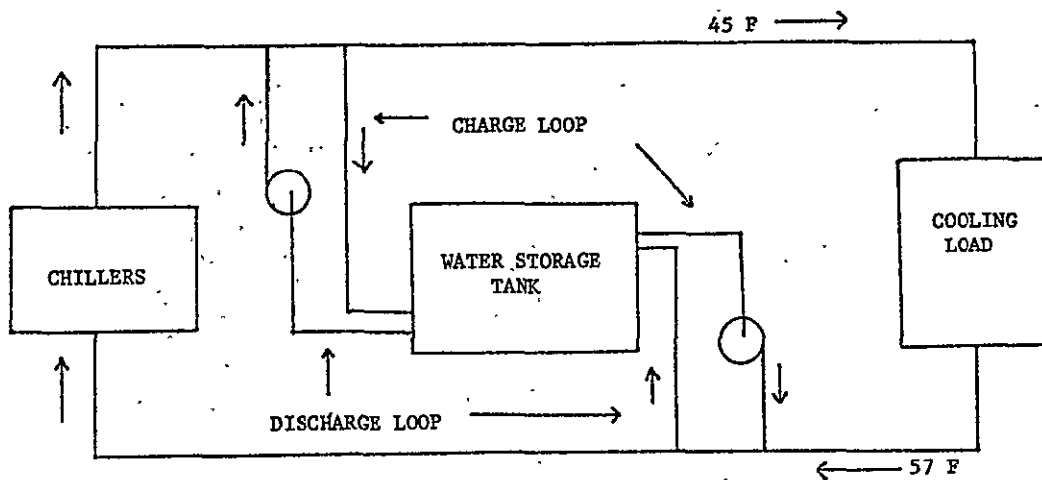 45 F
CHARGE LOOP
COOLING
LOAD
WATER STORAGE
TANK
CHILLERS
DISCHARGE LOOP
57 F